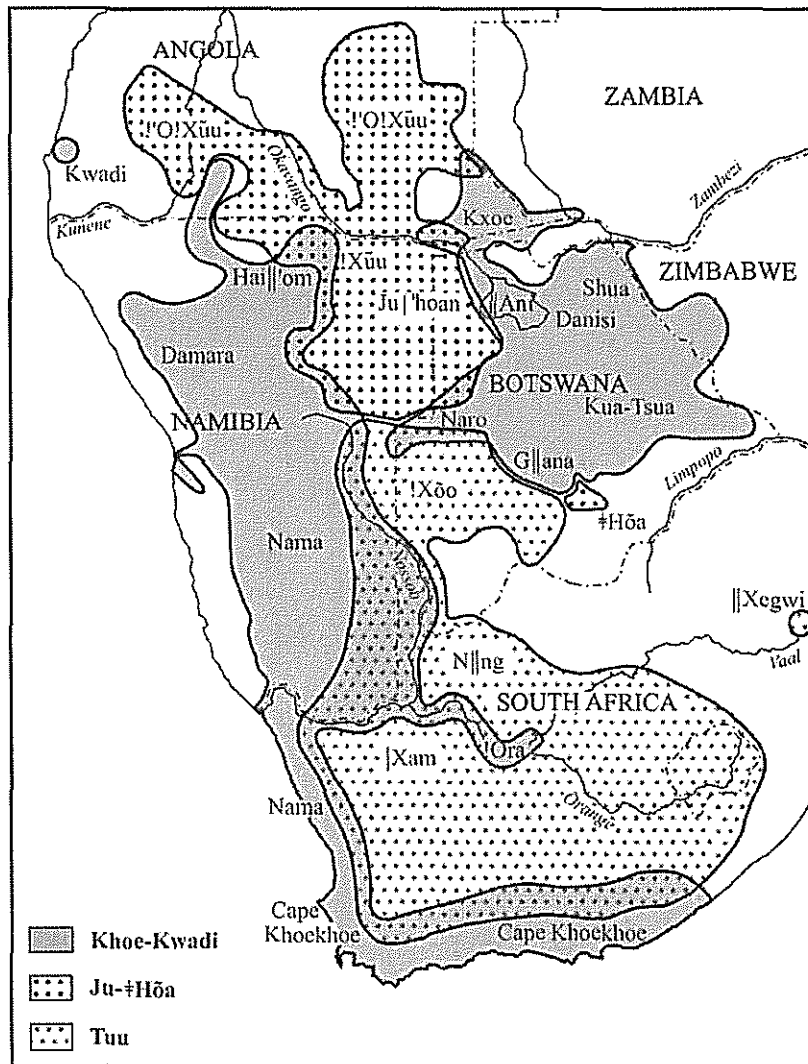 ANGOLA
ZAMBIA
!'O!Xũu
!'O!Xũu
Kwadi
Okavango
Zambezi
Kxoe
Kunene
Hai‖'om
!Xũu
ZIMBABWE
Shua
Ju|'hoan
‖Ani
Danisi
Damara
BOTSWANA
Kua-Tsua
NAMIBIA
Naro
G‖ana
Limpopo
!Xõo
ǂHõa
Nama
Nossob
‖Xegwi
Vaal
N‖ng
SOUTH AFRICA
!Ora
|Xam
Orange
Nama
Cape
Khoekhoe
Cape Khoekhoe
Khoe-Kwadi
Ju-ǂHõa
Tuu